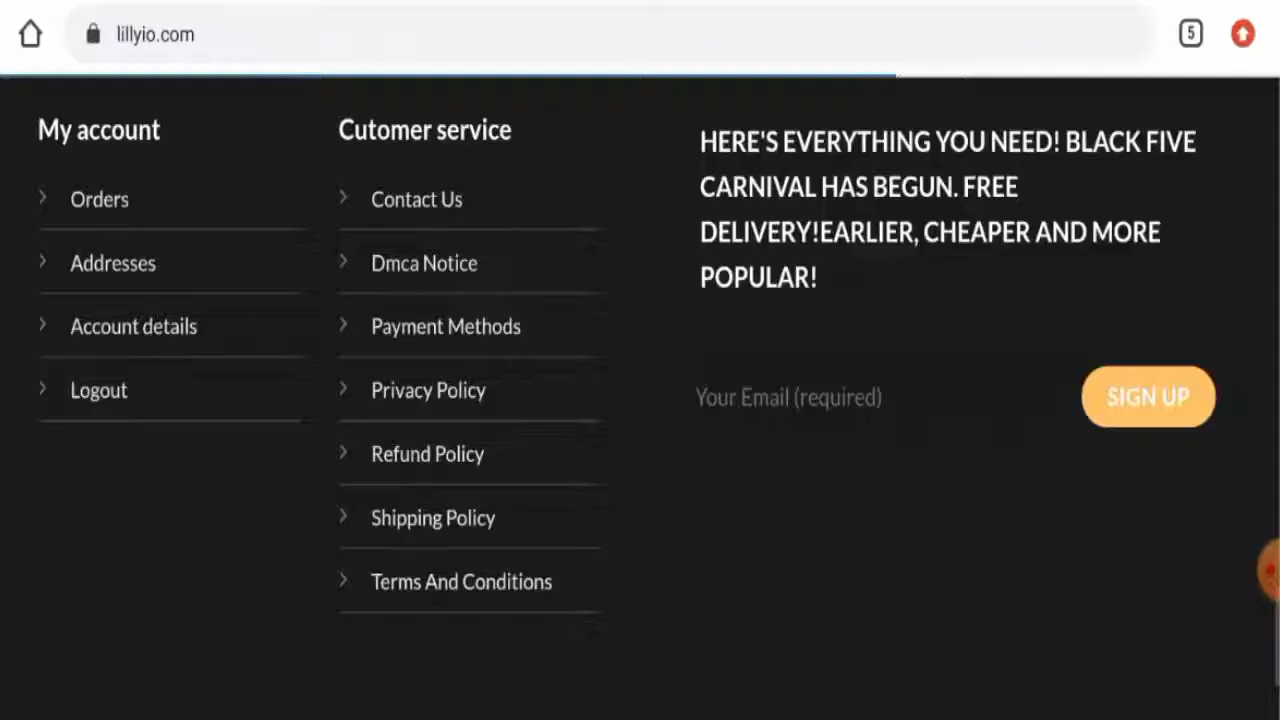 lillyio.com
5
My account
Orders
Addresses
Account details
Logout
Cutomer service
Contact Us
Dmca Notice
Payment Methods
Privacy Policy
Refund Policy
Shipping Policy
Terms And Conditions
HERE'S EVERYTHING YOU NEED! BLACK FIVE
CARNIVAL HAS BEGUN. FREE
DELIVERY!EARLIER, CHEAPER AND MORE
POPULAR!
Your Email (required)
SIGN UP